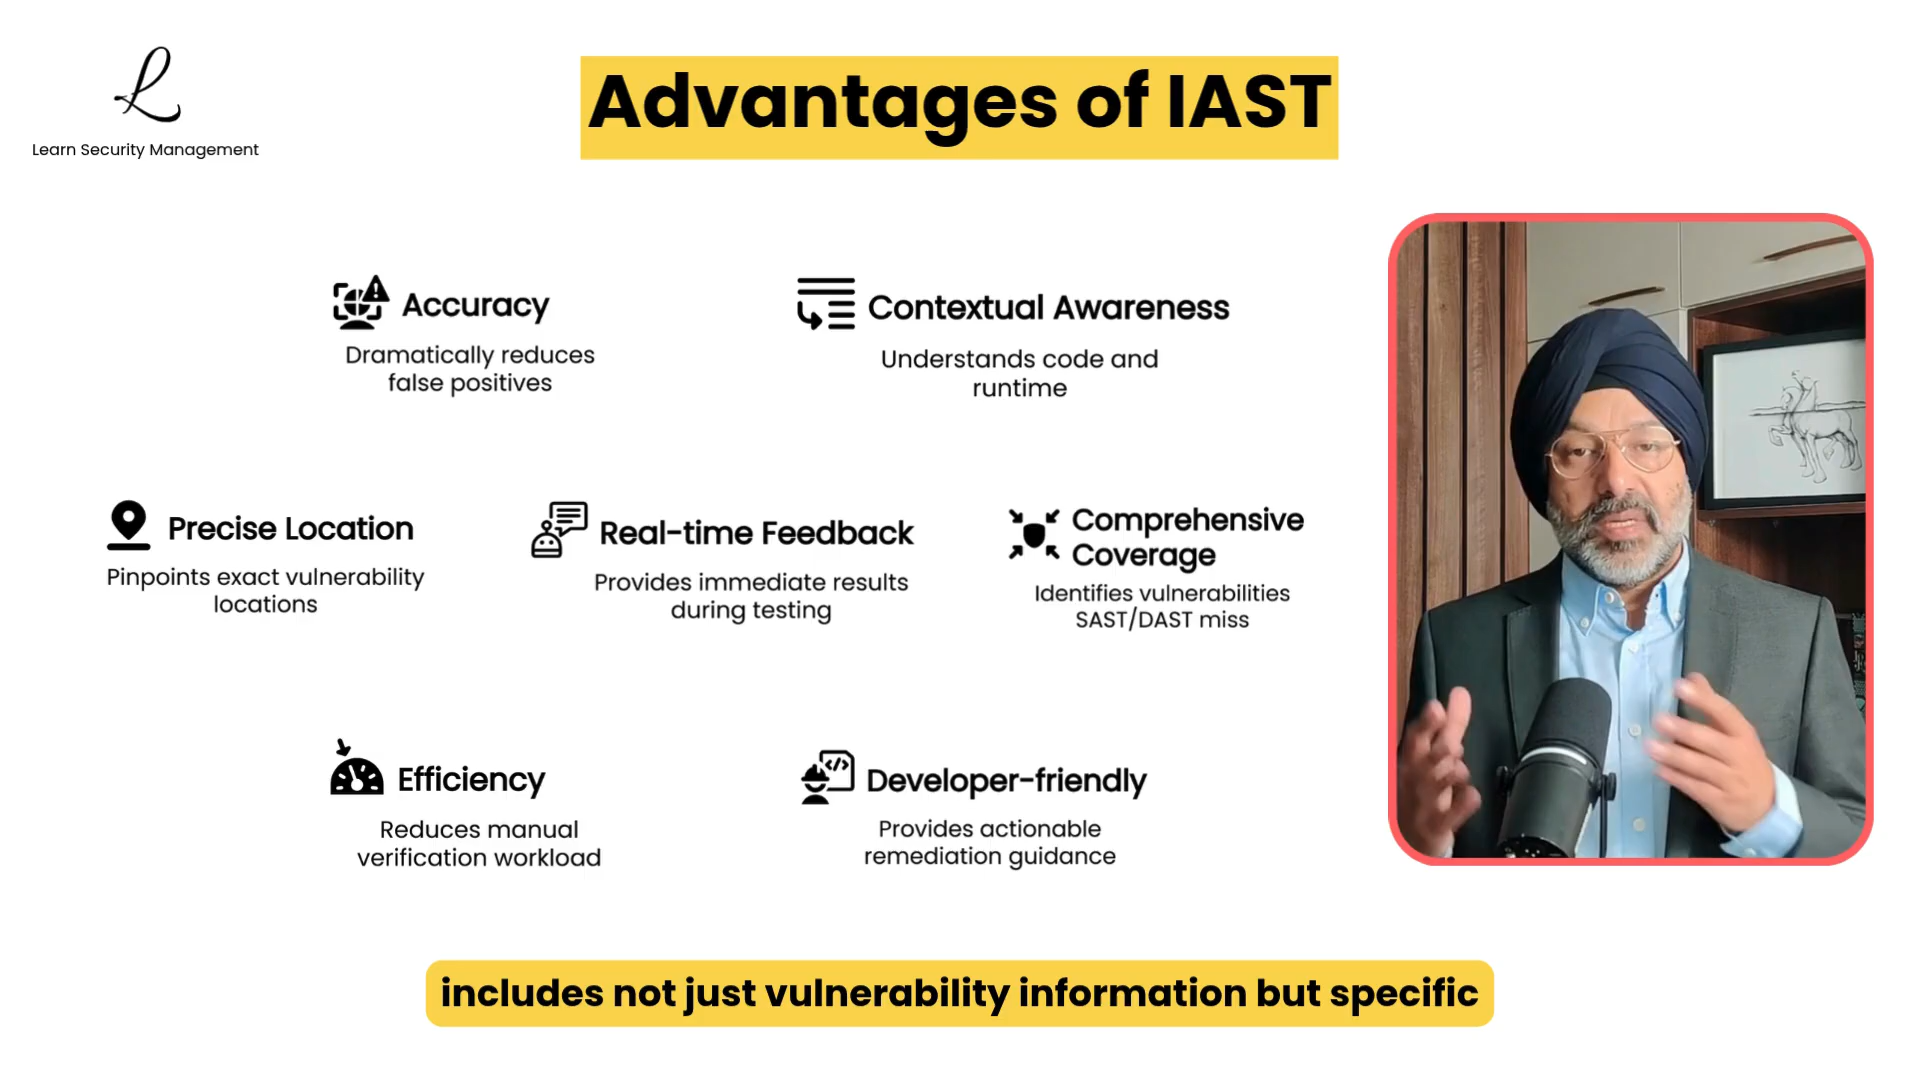 L
Learn Security Management
Advantages of IAST
Accuracy
Dramatically reduces
false positives
Contextual Awareness
Understands code and
runtime
Precise Location
Pinpoints exact vulnerability
locations
Real-time Feedback
Provides immediate results
during testing
Comprehensive
Coverage
Identifies vulnerabilities
SAST/DAST miss
Efficiency
Reduces manual
verification workload
</>
Developer-friendly
Provides actionable
remediation guidance
includes not just vulnerability information but specific